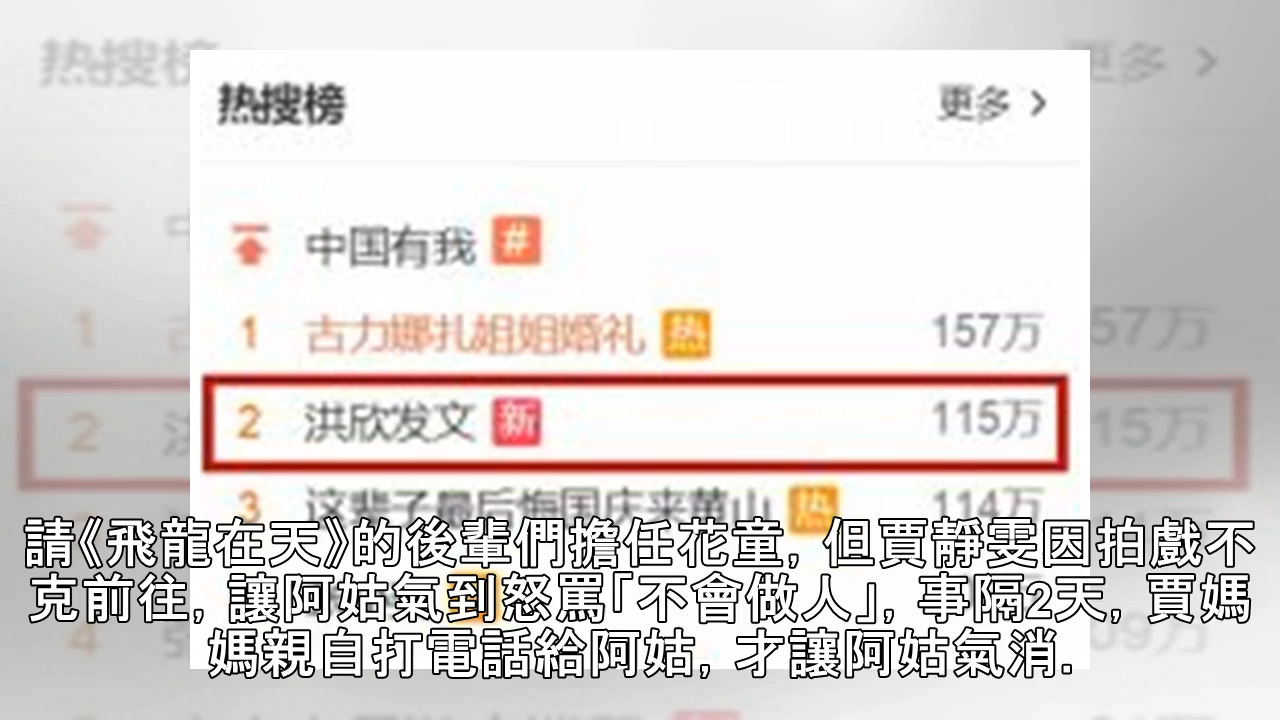 热搜榜
更多 >
中国有我 #
1 古力娜扎姐姐婚礼 热 157万
2 洪欣发文 新 115万
3 这辈子最后悔国庆来黄山 热 114万
請《飛龍在天》的後輩們擔任花童, 但賈靜雯因拍戲不
克前往, 讓阿姑氣到怒罵「不會做人」, 事隔2天, 賈媽
媽親自打電話給阿姑, 才讓阿姑氣消.